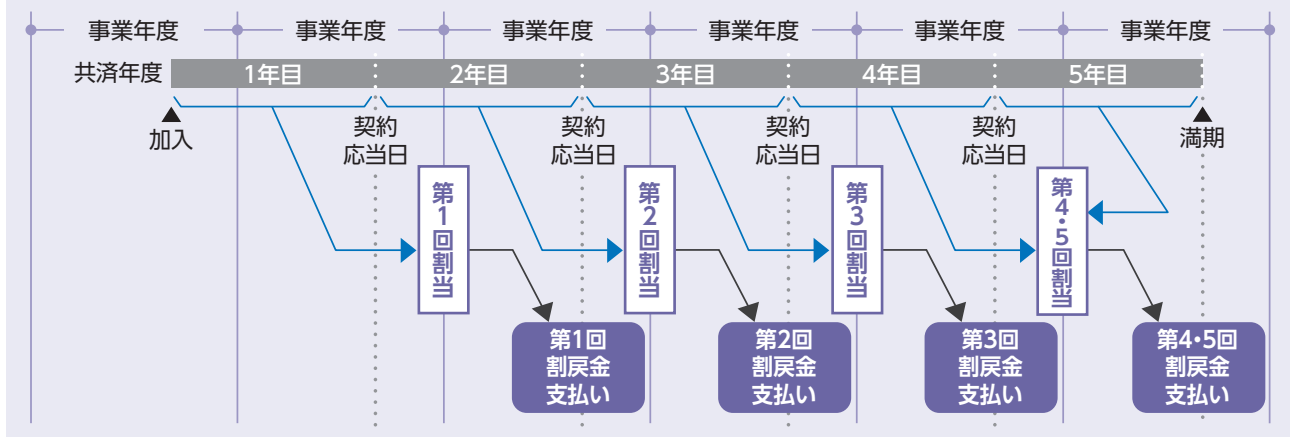 事業年度 事業年度 事業年度 事業年度 事業年度 事業年度
共済年度 1年目 2年目 3年目 4年目 5年目
加入
契約
応当日
契約
応当日
契約
応当日
契約
応当日
満期
第1回割当
第2回割当
第3回割当
第4・5回割当
第1回
割戻金
支払い
第2回
割戻金
支払い
第3回
割戻金
支払い
第4・5回
割戻金
支払い